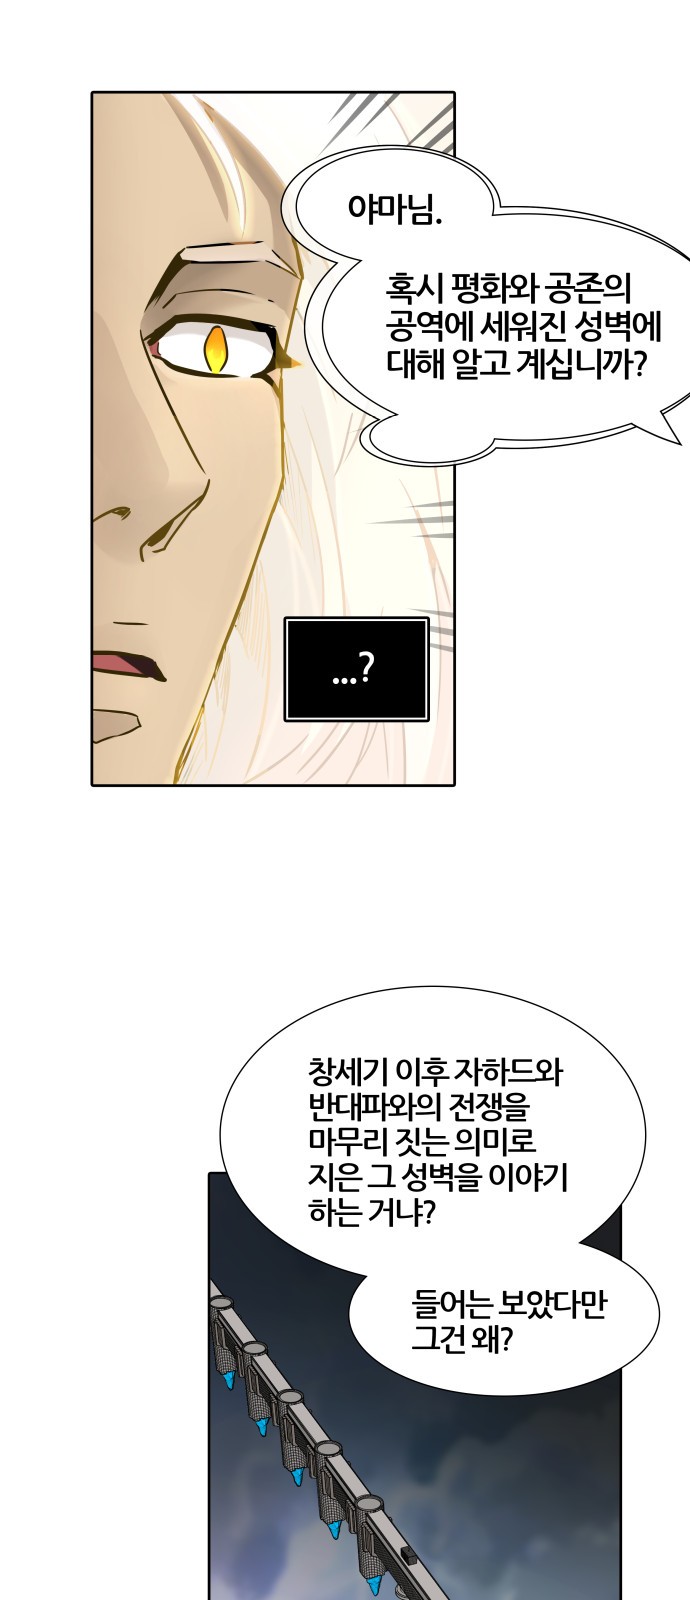 야마님.
혹시 평화와 공존의
공역에 세워진 성벽에
대해 알고 계십니까?
...?
창세기 이후 자하드와
반대파와의 전쟁을
마무리 짓는 의미로
지은 그 성벽을 이야기
하는 거냐?
들어는 보았다만
그건 왜?